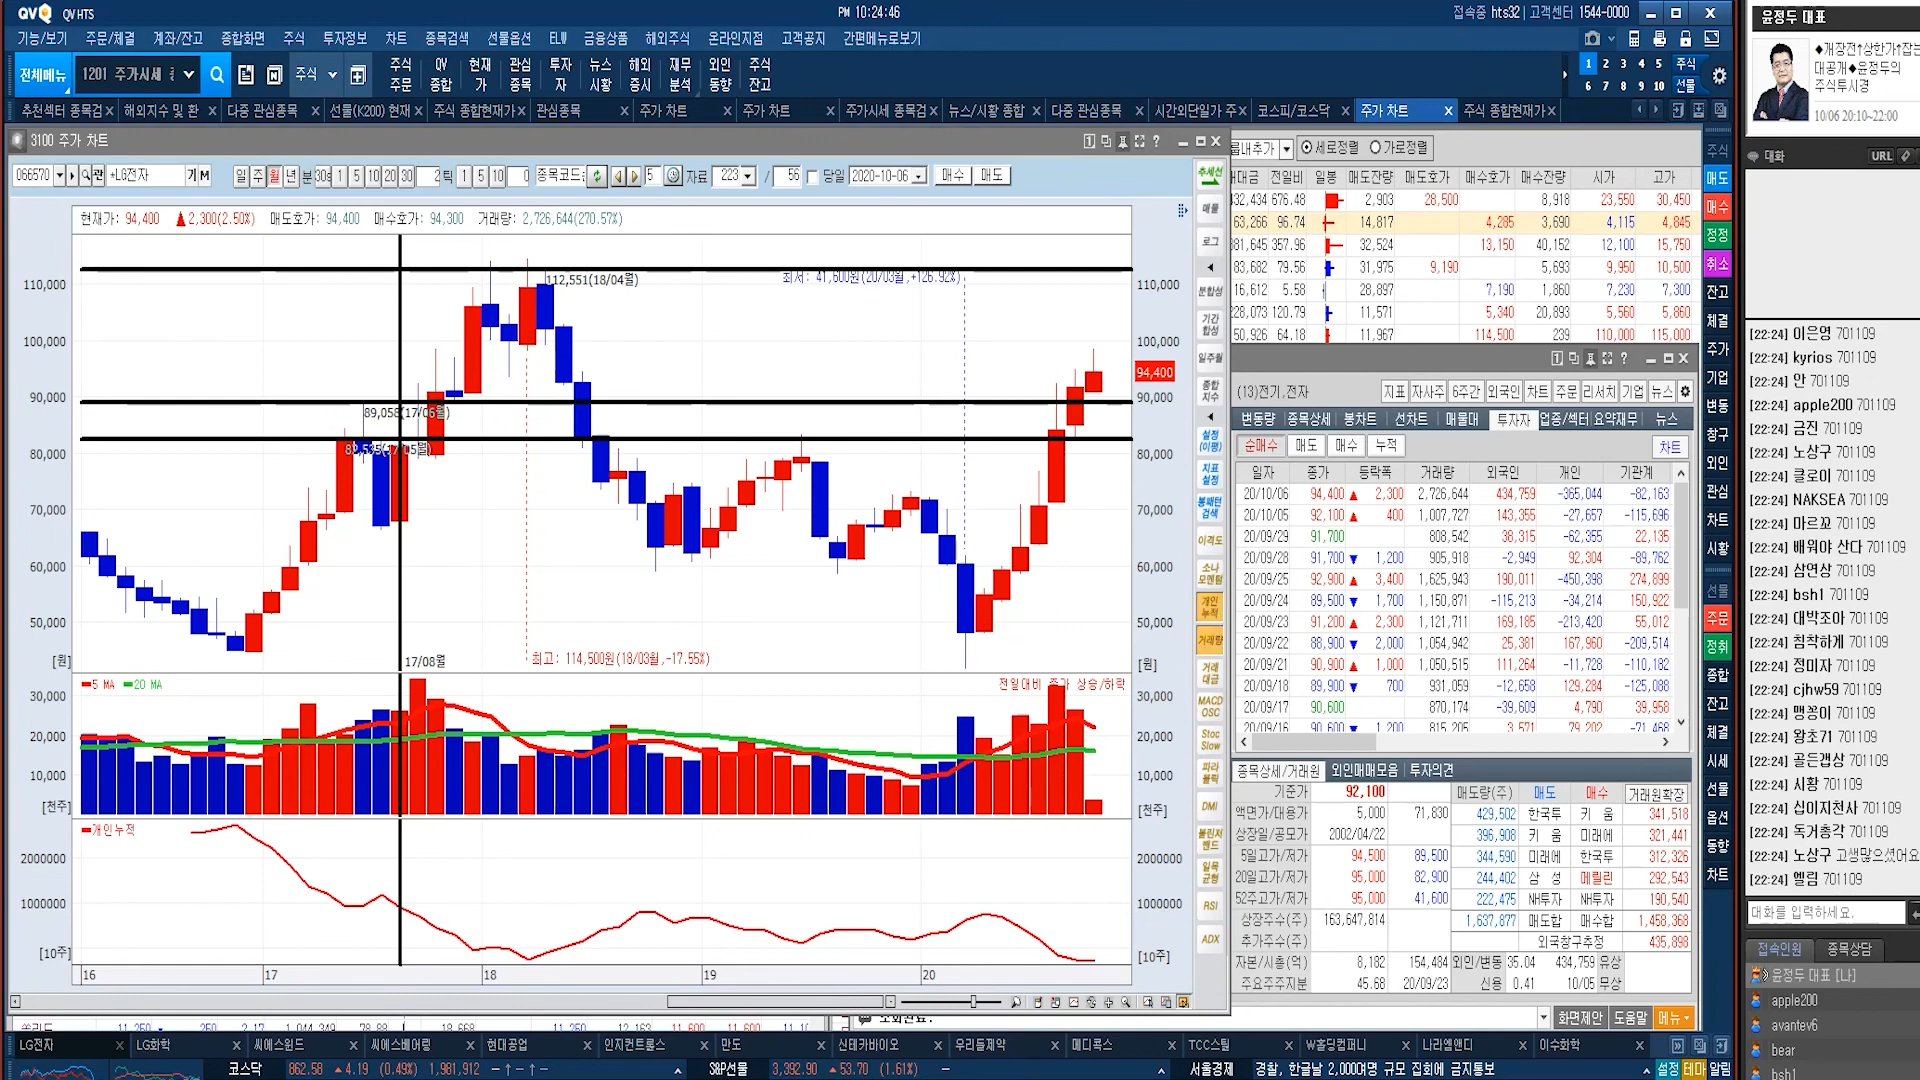 QV QV HTS
PM 10:24:46
접속중 hts32 | 고객센터 1544-0000
기능/보기 주문/체결 계좌/잔고 종합화면 주식 투자정보 차트 종목검색 선물옵션 ELW 금융상품 해외주식 온라인지점 고객공지 간편메뉴로보기
전체메뉴 1201 주가시세 주식
주식 주문 QV 종합 현재가 관심 종목 투자자 뉴스 시황 해외 증시 재무 분석 외인 동향 주식 잔고
1 2 3 4 5 주식
6 7 8 9 10 선물
추천섹터 종목검 해외지수 및 환 다중 관심종목 선물(K200) 현재 주식 종합현재가 관심종목 주가 차트 주가 차트 주가시세 종목검 뉴스/시황 종합 다중 관심종목 시간외단일가 주 코스피/코스닥 주가 차트 주식 종합현재가
3100 주가 차트
066570 +LG전자 기 M 일 주 월 년 분 30s 1 5 10 20 30 2 틱 1 5 10 0 종목코드 5 자료 223 / 56 당일 2020-10-06 매수 매도
현재가: 94,400 ▲2,300(2.50%) 매도호가: 94,400 매수호가: 94,300 거래량: 2,726,644(270.57%)
112,551(18/04월)
최저: 41,600원(20/03월,+126.92%)
89,058(17/06월)
최고: 114,500원(18/03월,-17.55%)
17/08월
110,000
100,000
94,400
90,000
80,000
70,000
60,000
50,000
[원]
5 MA 20 MA
전일대비 종가 상승/하락
30,000
20,000
10,000
[천주]
개인누적
2000000
1000000
[10주]
16 17 18 19 20
추세선
매물
로그
분합성
기간 합성
일주월
종합 지수
설정 (이평)
지표 설정
봉패턴 검색
이격도
소나 모멘텀
개인 누적
거래량
거래 대금
MACD OSC
Stoc Slow
파라 볼릭
DMI
볼린저 밴드
일목 균형
RSI
ADX
세로정렬 가로정렬
대금 전일비 일봉 매도잔량 매도호가 매수호가 매수잔량 시가 고가
432,434 676.48 2,903 28,500 8,918 23,550 30,450
63,266 96.74 14,817 4,285 3,690 4,115 4,845
381,645 357.96 32,524 13,150 40,152 12,100 15,750
83,682 79.56 31,975 9,190 5,693 9,950 10,500
16,612 5.58 28,897 7,190 1,860 7,230 7,300
228,073 120.79 11,571 5,340 20,893 5,560 5,860
50,926 64.18 11,967 114,500 239 110,000 115,000
(13)전기,전자 지표 자사주 6주간 외국인 차트 주문 리서치 기업 뉴스
변동량 종목상세 봉차트 선차트 매물대 투자자 업종/섹터 요약재무 뉴스
순매수 매도 매수 누적 차트
일자 종가 등락폭 거래량 외국인 개인 기관계
20/10/06 94,400 ▲ 2,300 2,726,644 434,759 -365,044 -82,163
20/10/05 92,100 ▲ 400 1,007,727 143,355 -27,657 -115,696
20/09/29 91,700 808,542 38,315 -62,355 22,135
20/09/28 91,700 ▼ 1,200 905,918 -2,949 92,304 -89,762
20/09/25 92,900 ▲ 3,400 1,625,943 190,011 -450,398 274,899
20/09/24 89,500 ▼ 1,700 1,150,871 -115,213 -34,214 150,922
20/09/23 91,200 ▲ 2,300 1,121,711 169,185 -213,420 55,012
20/09/22 88,900 ▼ 2,000 1,054,942 25,381 167,960 -209,514
20/09/21 90,900 ▲ 1,000 1,050,515 111,264 -11,728 -110,182
20/09/18 89,900 ▼ 700 931,059 -12,658 129,284 -125,088
20/09/17 90,600 870,174 -39,609 4,790 39,958
20/09/16 90,600 ▼ 1,200 815,205 3,571 79,202 -71,468
종목상세/거래원 외인매매모음 투자의견
기준가 92,100 매도량(주) 매도 매수 거래원확장
액면가/대용가 5,000 71,830 429,502 한국투 키 움 341,518
상장일/공모가 2002/04/22 396,908 키 움 미래에 321,441
5일고가/저가 94,500 89,500 344,590 미래에 한국투 312,326
20일고가/저가 95,000 82,900 244,402 삼 성 메릴린 292,543
52주고가/저가 95,000 41,600 222,475 NH투자 NH투자 190,540
상장주수(주) 163,647,814 1,637,877 매도합 매수합 1,458,368
추가주수(주) 외국창구추정 435,898
자본/시총(억) 8,182 154,484 외인/변동 35.04 434,759 유상
주요주주지분 45.68 20/09/23 신용 0.41 10/05 무상
화면제안 도움말 메뉴
주식
매도
매수
정정
취소
잔고
체결
주가
기업
변동
창구
외인
관심
차트
시황
선물
주문
정취
종합
잔고
체결
시세
선물
옵션
동향
차트
윤정두 대표
◆개장전↑상한가↑잡는
대공개◆윤정두의
주식투시경
10/06 20:10~22:00
대화 URL
[22:24] 이은영 701109
[22:24] kyrios 701109
[22:24] 안 701109
[22:24] apple200 701109
[22:24] 금진 701109
[22:24] 노상구 701109
[22:24] 클로이 701109
[22:24] NAKSEA 701109
[22:24] 마르꼬 701109
[22:24] 배워야 산다 701109
[22:24] 삼연상 701109
[22:24] bsh1 701109
[22:24] 대박조아 701109
[22:24] 침착하게 701109
[22:24] 정미자 701109
[22:24] cjhw59 701109
[22:24] 맹꽁이 701109
[22:24] 왕초71 701109
[22:24] 골든갭상 701109
[22:24] 시황 701109
[22:24] 십이지천사 701109
[22:24] 독거총각 701109
[22:24] 노상구 고생많으셨어요
[22:24] 엘림 701109
대화를 입력하세요.
접속인원 종목상담
윤정두 대표 [나]
apple200
avantev6
bear
bsh1
LG전자 LG화학 씨에스윈드 씨에스베어링 현대공업 인지컨트롤스 만도 신테카바이오 우리들제약 메디콕스 TCC스틸 W홀딩컴퍼니 나라엠앤디 이수화학
코스닥 862.58 ▲ 4.19 (0.49%) 1,981,912 S&P선물 3,392.90 ▲ 53.70 (1.61%) 서울경제 경찰, 한글날 2,000여명 규모 집회에 금지통보 설정 테마 알림